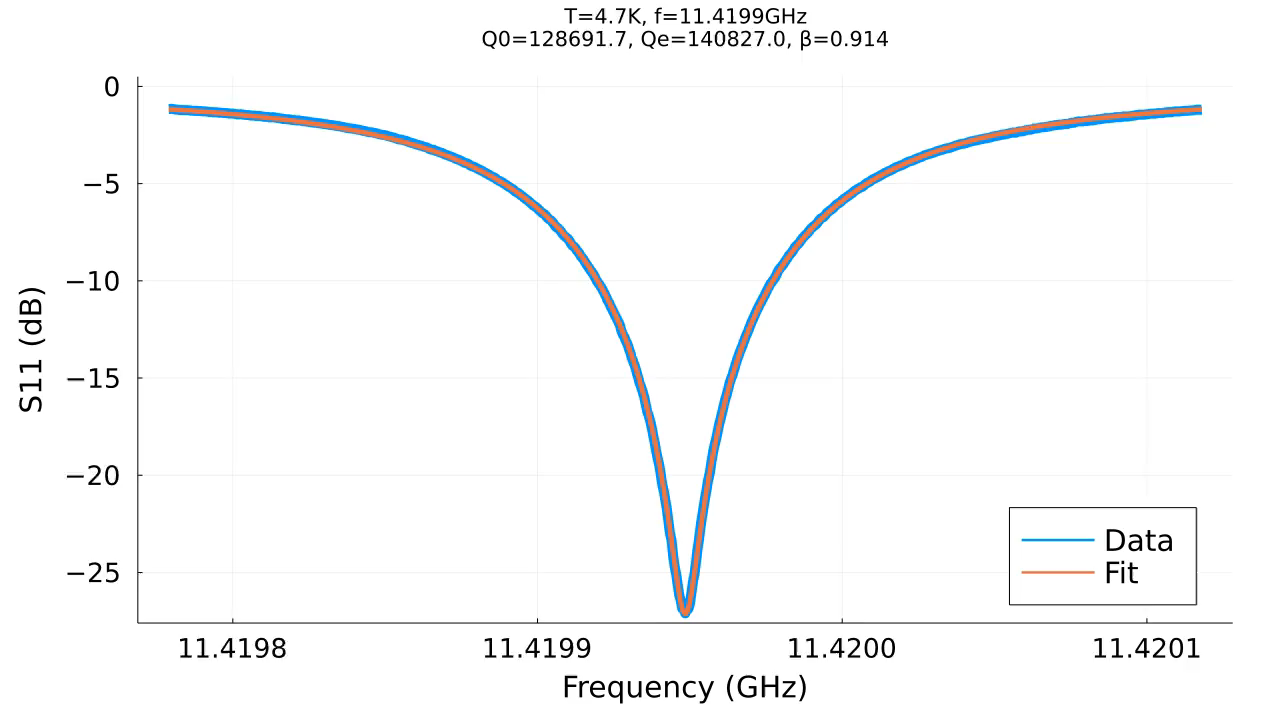 T=4.7K, f=11.4199GHz
Q0=128691.7, Qe=140827.0, β=0.914
0
−5
−10
−15
−20
−25
S11 (dB)
Data
Fit
11.4198
11.4199
11.4200
11.4201
Frequency (GHz)